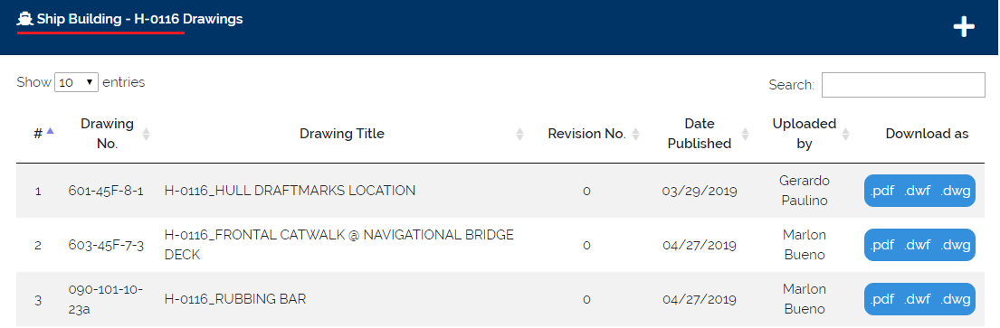 Ship Building - H-0116 Drawings
Show 10 entries
Search:
# Drawing No. Drawing Title Revision No. Date Published Uploaded by Download as
1 601-45F-8-1 H-0116_HULL DRAFTMARKS LOCATION 0 03/29/2019 Gerardo Paulino .pdf .dwf .dwg
2 603-45F-7-3 H-0116_FRONTAL CATWALK @ NAVIGATIONAL BRIDGE DECK 0 04/27/2019 Marlon Bueno .pdf .dwf .dwg
3 090-101-10-23a H-0116_RUBBING BAR 0 04/27/2019 Marlon Bueno .pdf .dwf .dwg